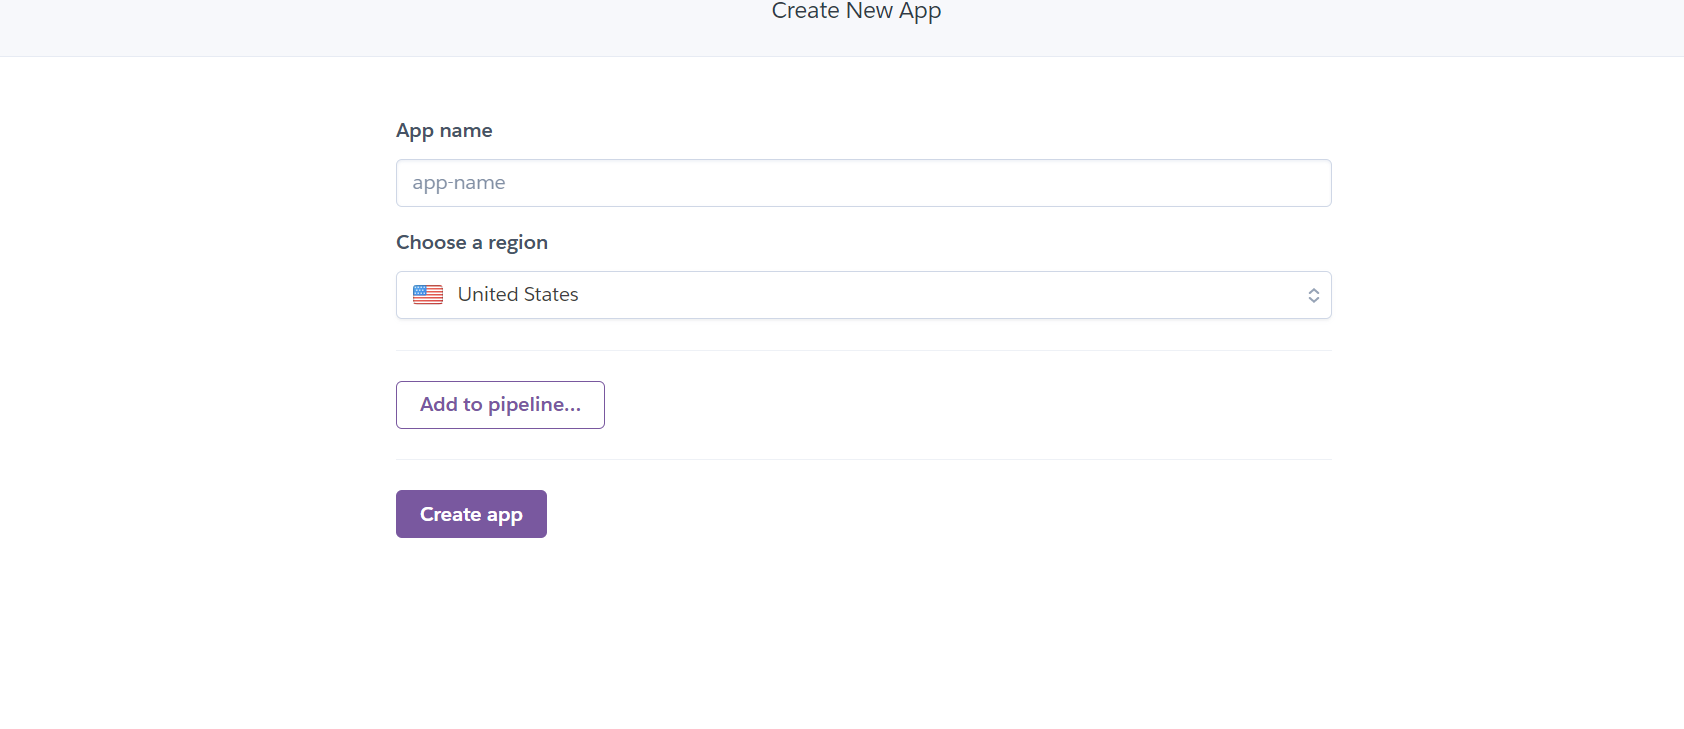 Create New App
App name
app-name
Choose a region
United States
Add to pipeline...
Create app